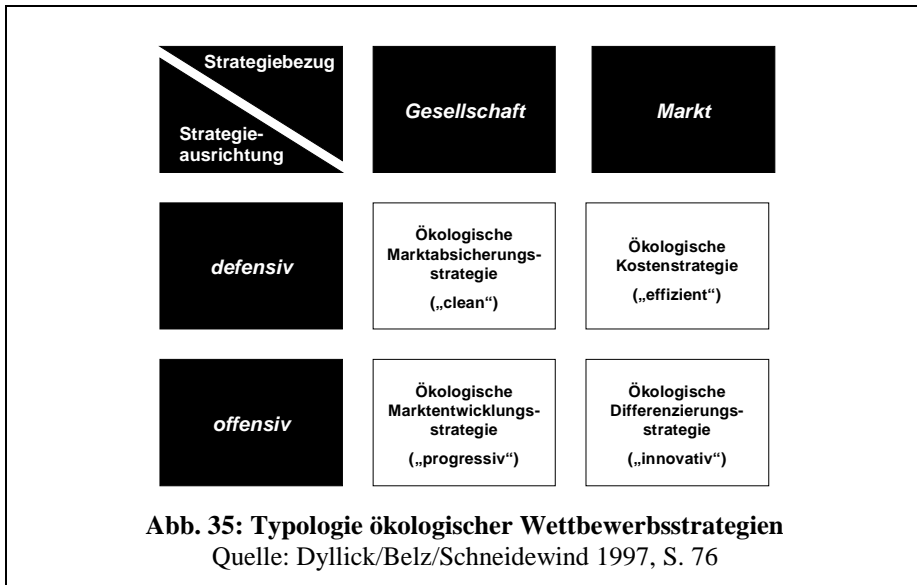 Strategiebezug
Strategie-
ausrichtung
Gesellschaft
Markt
defensiv
Ökologische
Marktabsicherungs-
strategie
(„clean“)
Ökologische
Kostenstrategie
(„effizient“)
offensiv
Ökologische
Marktentwicklungs-
strategie
(„progressiv“)
Ökologische
Differenzierungs-
strategie
(„innovativ“)
Abb. 35: Typologie ökologischer Wettbewerbsstrategien
Quelle: Dyllick/Belz/Schneidewind 1997, S. 76